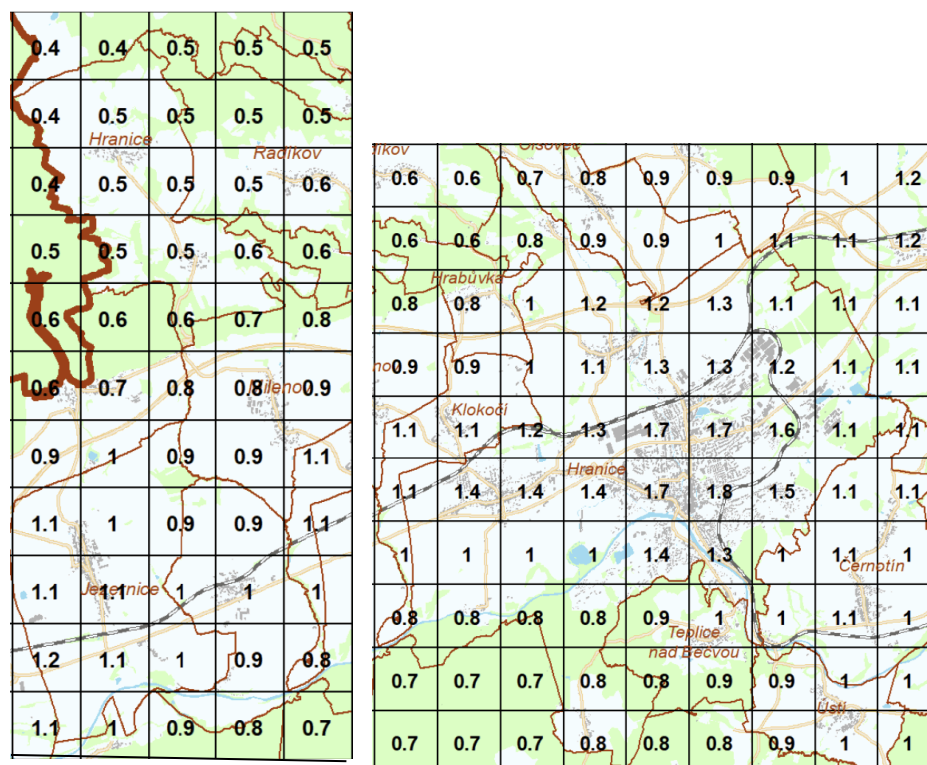 0.4 0.4 0.5 0.5 0.5
0.4 0.5 0.5 0.5 0.5
Hranice Radíkov
0.4 0.5 0.5 0.5 0.6
0.5 0.5 0.5 0.6 0.6
0.6 0.6 0.6 0.7 0.8
0.6 0.7 0.8 0.8 0.9
0.9 1 0.9 0.9 1.1
1.1 1 0.9 0.9 1.1
1.1 1.1 1 1 1
Jezernice
1.2 1.1 1 0.9 0.8
1.1 1 0.9 0.8 0.7
0.6 0.6 0.7 0.8 0.9 0.9 0.9 1 1.2
0.6 0.6 0.8 0.9 0.9 1 1.1 1.1 1.2
Hrabůvka
0.8 0.8 1 1.2 1.2 1.3 1.1 1.1 1.1
0.9 0.9 1 1.1 1.3 1.3 1.2 1.1 1.1
Klokočí
1.1 1.1 1.2 1.3 1.7 1.7 1.6 1.1 1.1
Hranice
1.1 1.4 1.4 1.4 1.7 1.8 1.5 1.1 1.1
1 1 1 1 1.4 1.3 1 1.1 1
Černotín
0.8 0.8 0.8 0.8 0.9 1 1 1.1 1
Teplice
nad Bečvou
0.7 0.7 0.7 0.8 0.8 0.9 0.9 1 1
Ústí
0.7 0.7 0.7 0.8 0.8 0.8 0.9 1 1